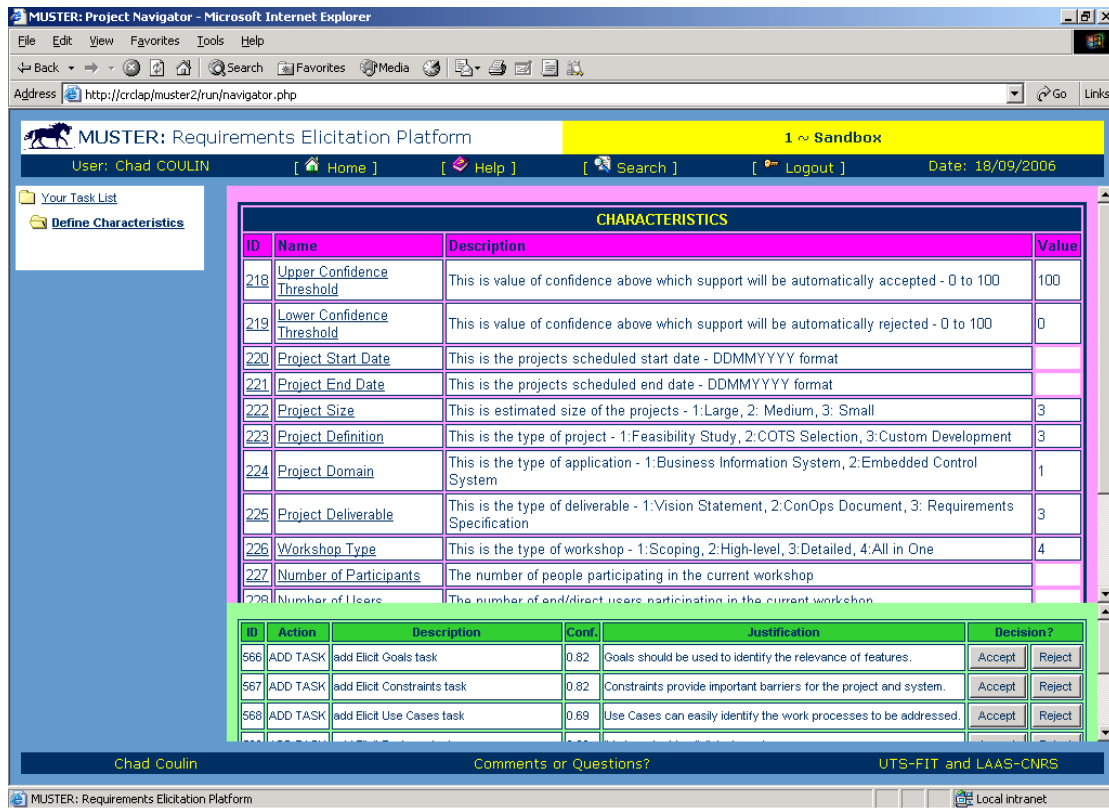 MUSTER: Project Navigator - Microsoft Internet Explorer
File Edit View Favorites Tools Help
Back Search Favorites Media
Address http://crclap/muster2/run/navigator.php Go Links
MUSTER: Requirements Elicitation Platform
1 ~ Sandbox
User: Chad COULIN [ Home ] [ Help ] [ Search ] [ Logout ] Date: 18/09/2006
Your Task List
Define Characteristics
CHARACTERISTICS
ID Name Description Value
218 Upper Confidence Threshold This is value of confidence above which support will be automatically accepted - 0 to 100 100
219 Lower Confidence Threshold This is value of confidence above which support will be automatically rejected - 0 to 100 0
220 Project Start Date This is the projects scheduled start date - DDMMYYYY format
221 Project End Date This is the projects scheduled end date - DDMMYYYY format
222 Project Size This is estimated size of the projects - 1:Large, 2: Medium, 3: Small 3
223 Project Definition This is the type of project - 1:Feasibility Study, 2:COTS Selection, 3:Custom Development 3
224 Project Domain This is the type of application - 1:Business Information System, 2:Embedded Control System 1
225 Project Deliverable This is the type of deliverable - 1:Vision Statement, 2:ConOps Document, 3: Requirements Specification 3
226 Workshop Type This is the type of workshop - 1:Scoping, 2:High-level, 3:Detailed, 4:All in One 4
227 Number of Participants The number of people participating in the current workshop
228 Number of Users The number of end/direct users participating in the current workshop
ID Action Description Conf. Justification Decision?
566 ADD TASK add Elicit Goals task 0.82 Goals should be used to identify the relevance of features. Accept Reject
567 ADD TASK add Elicit Constraints task 0.82 Constraints provide important barriers for the project and system. Accept Reject
568 ADD TASK add Elicit Use Cases task 0.69 Use Cases can easily identify the work processes to be addressed. Accept Reject
Chad Coulin Comments or Questions? UTS-FIT and LAAS-CNRS
MUSTER: Requirements Elicitation Platform Local intranet